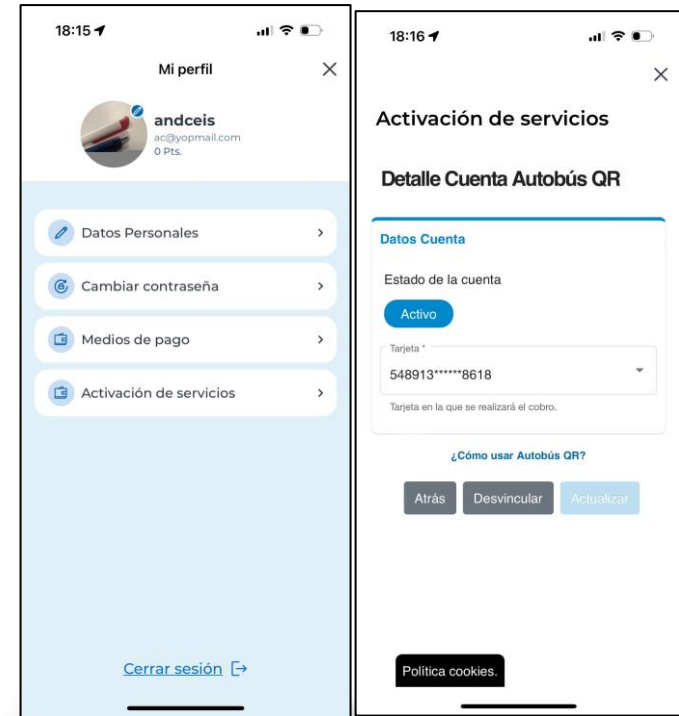 18:15
Mi perfil
andceis
ac@yopmail.com
0 Pts.
Datos Personales
Cambiar contraseña
Medios de pago
Activación de servicios
Cerrar sesión
18:16
Activación de servicios
Detalle Cuenta Autobús QR
Datos Cuenta
Estado de la cuenta
Activo
Tarjeta *
548913******8618
Tarjeta en la que se realizará el cobro.
¿Cómo usar Autobús QR?
Atrás Desvincular Actualizar
Política cookies.